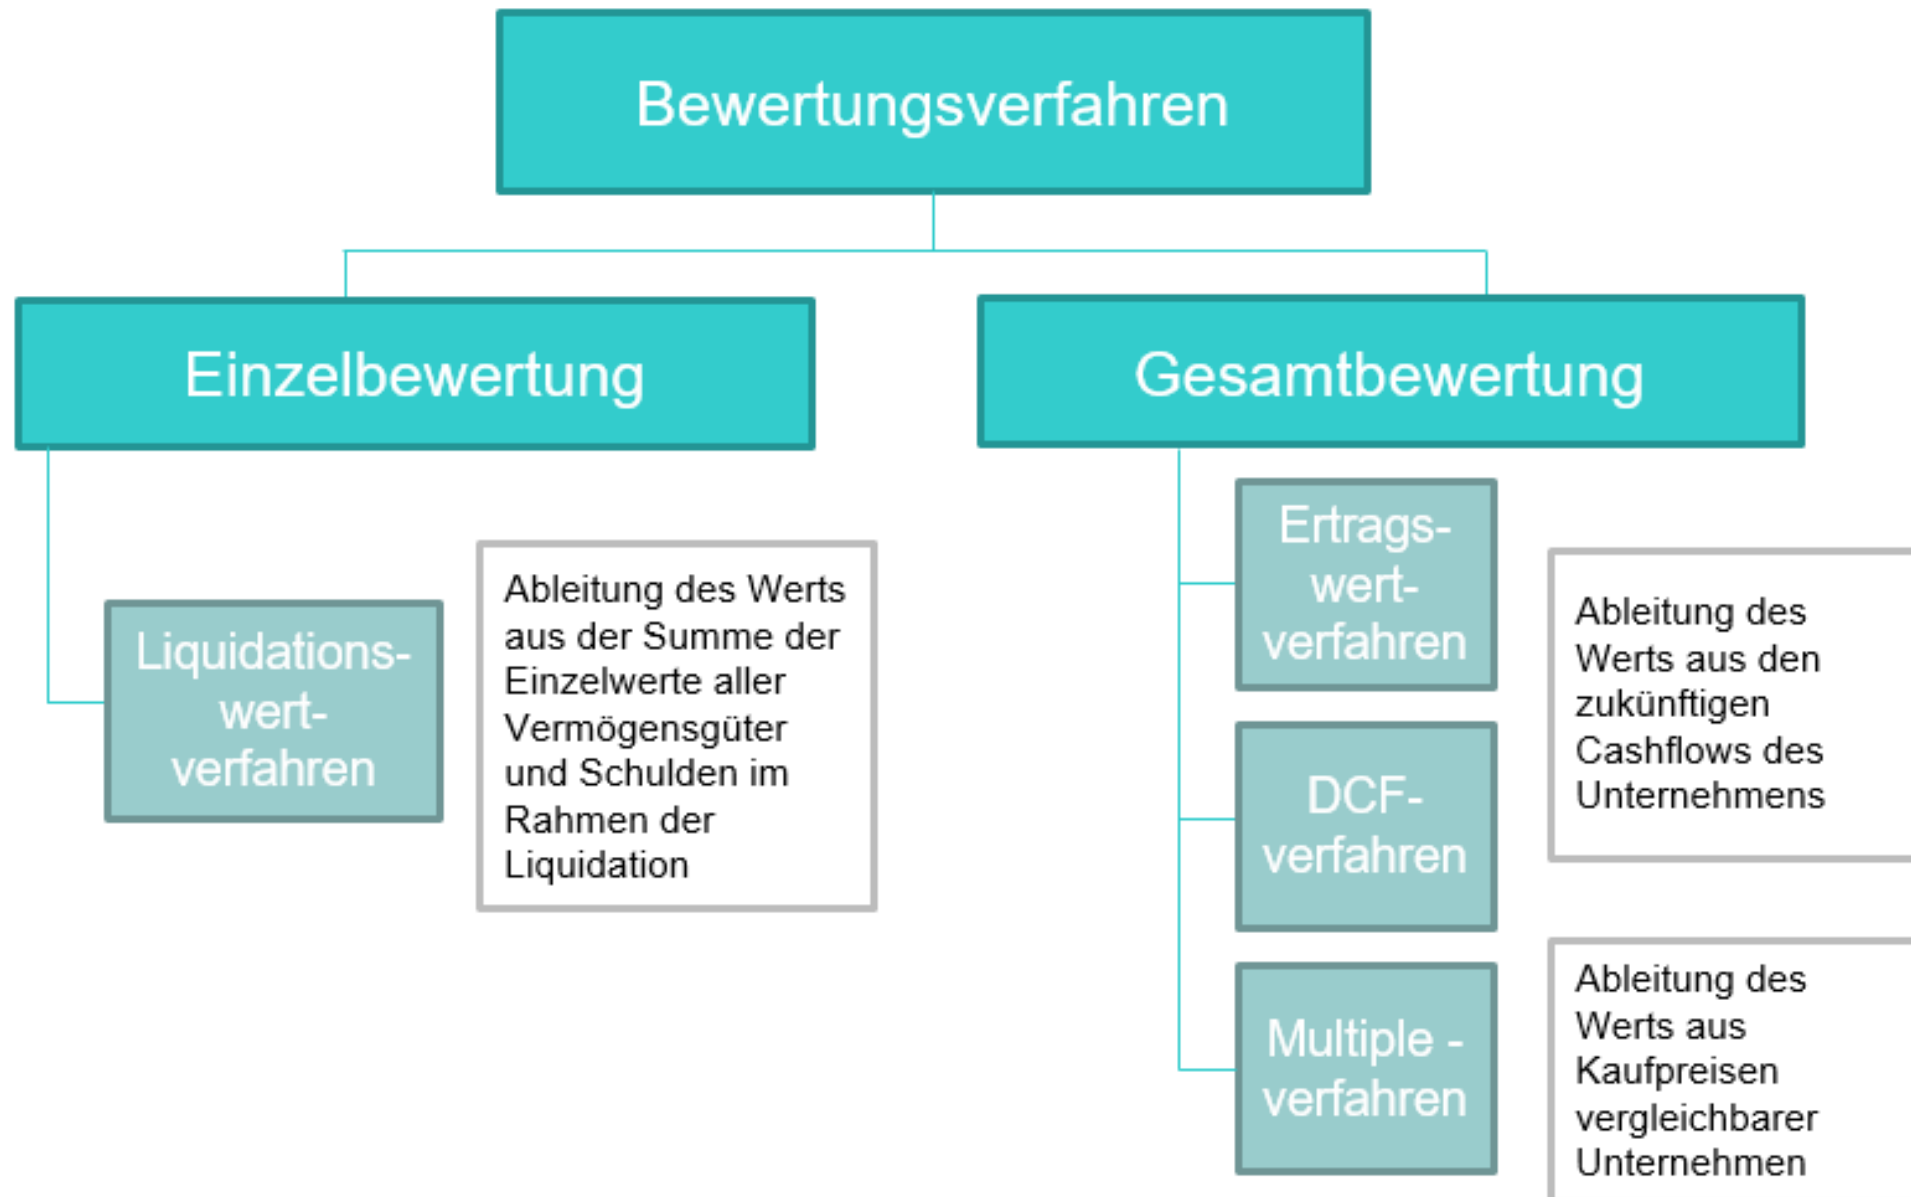 Bewertungsverfahren
Einzelbewertung
Liquidations-
wert-
verfahren
Ableitung des Werts
aus der Summe der
Einzelwerte aller
Vermögensgüter
und Schulden im
Rahmen der
Liquidation
Gesamtbewertung
Ertrags-
wert-
verfahren
DCF-
verfahren
Ableitung des
Werts aus den
zukünftigen
Cashflows des
Unternehmens
Multiple -
verfahren
Ableitung des
Werts aus
Kaufpreisen
vergleichbarer
Unternehmen